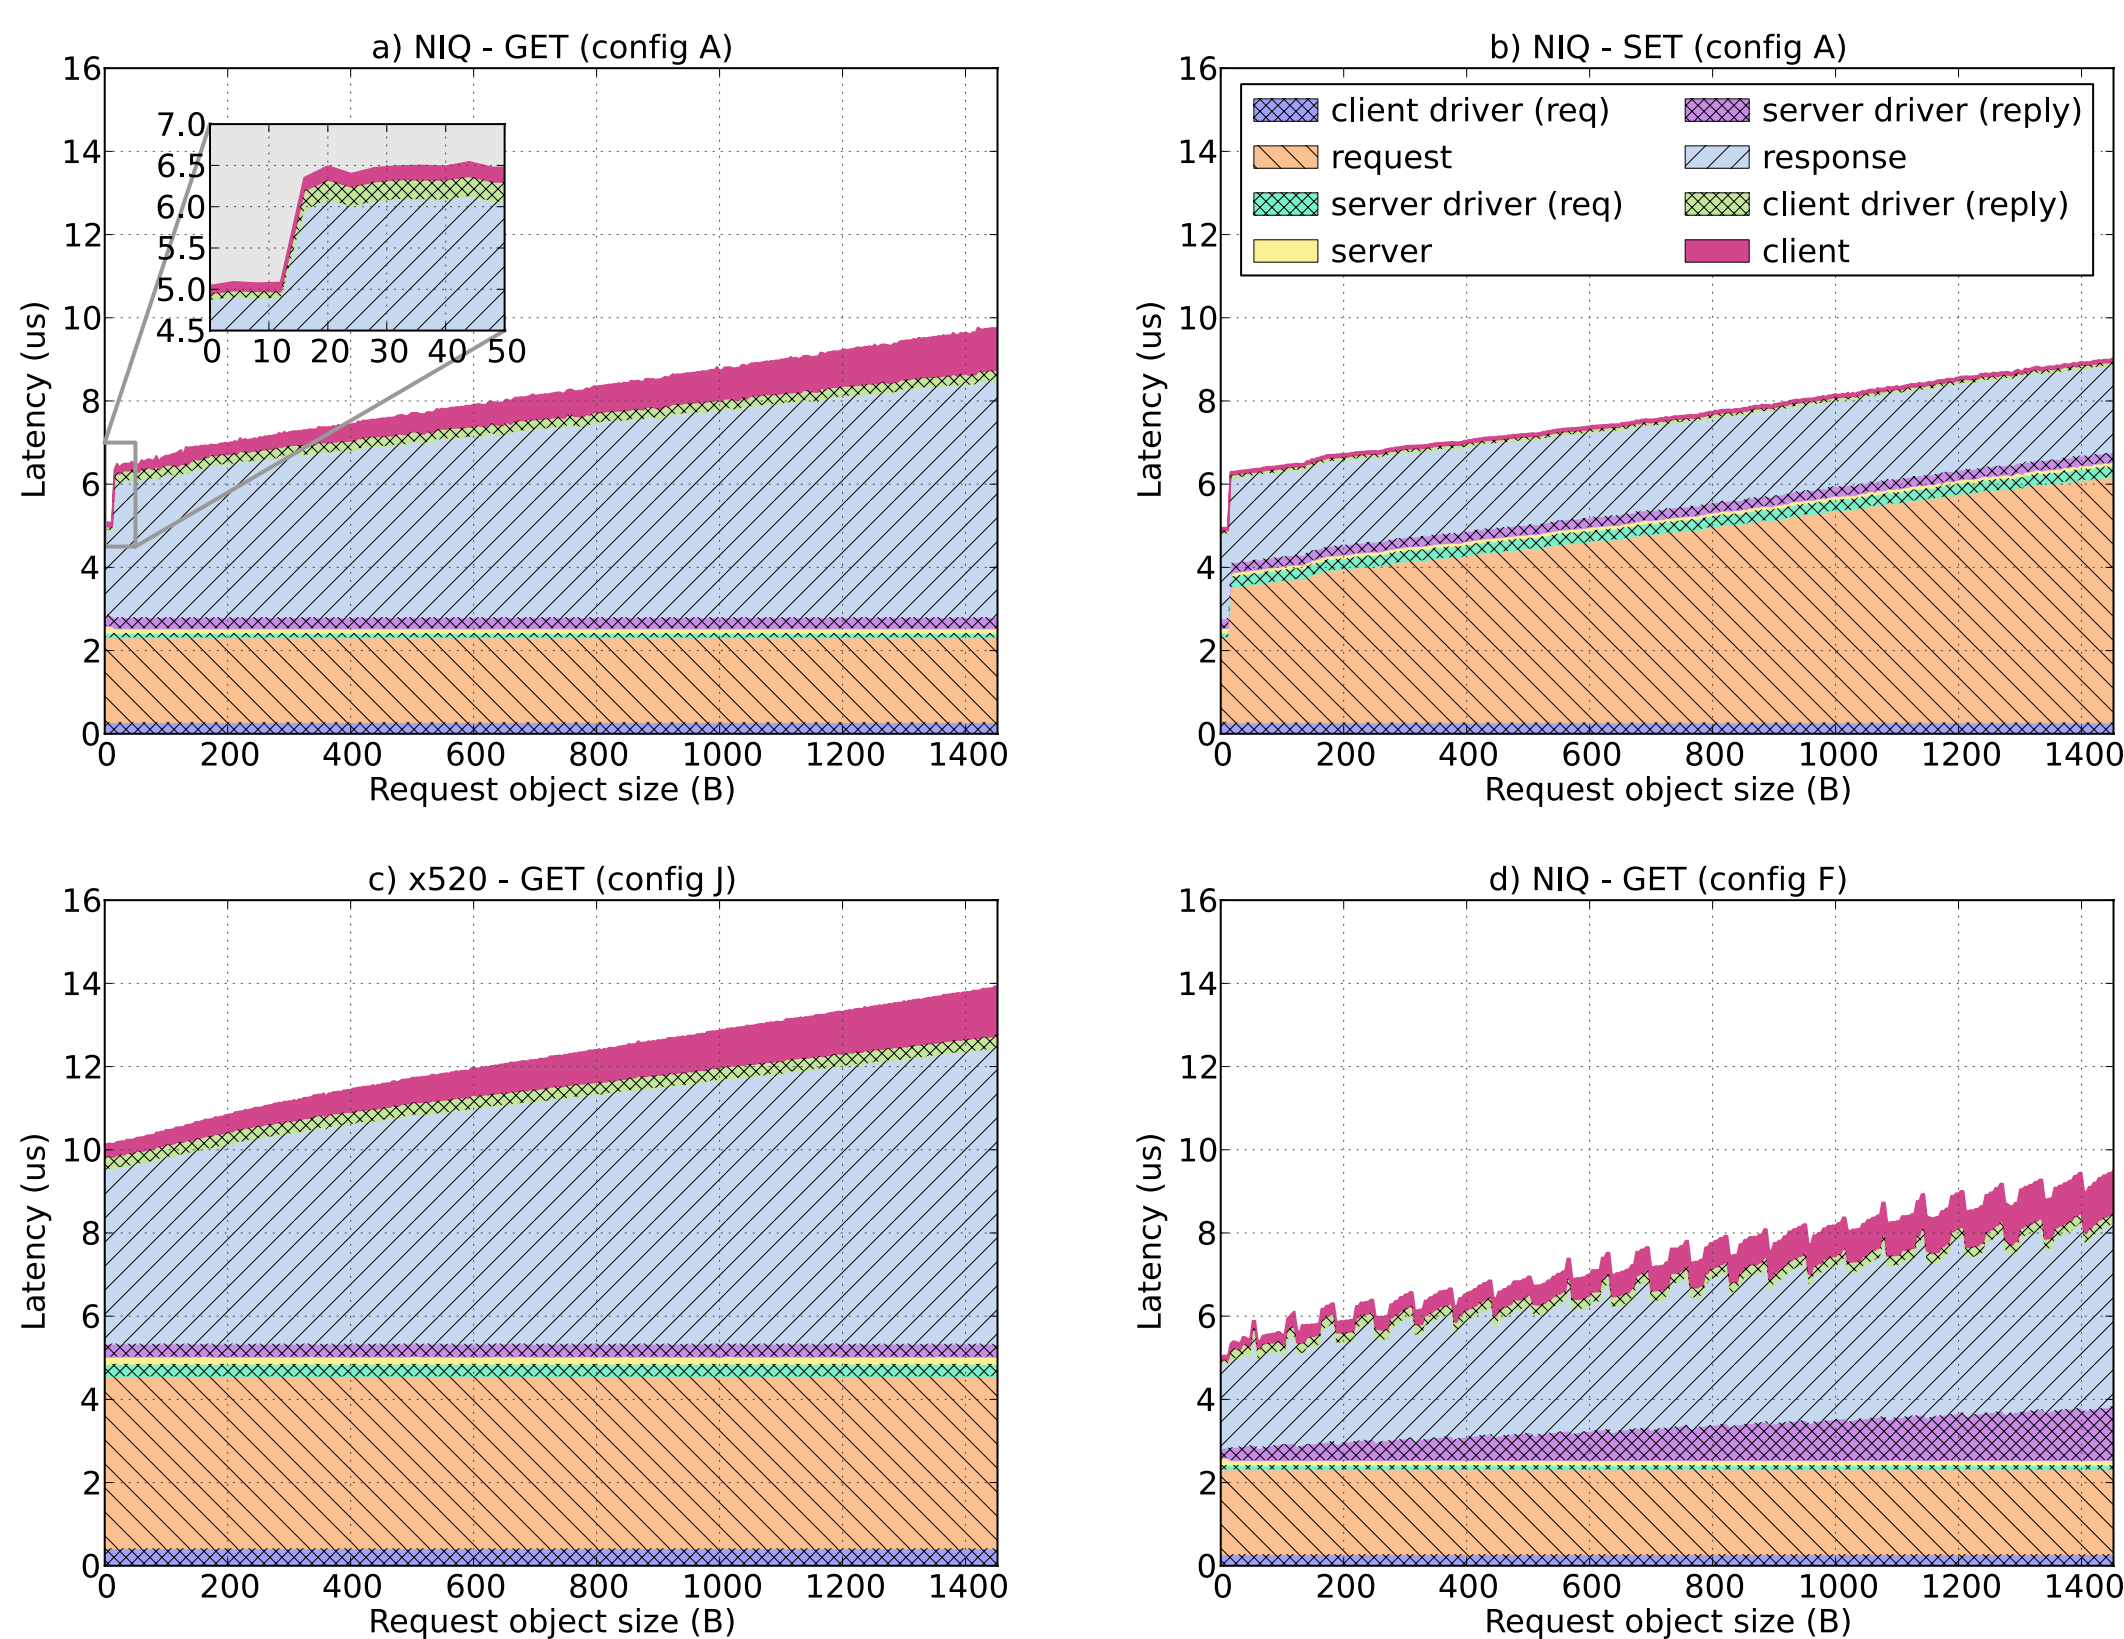 a) NIQ - GET (config A)
16
14
12
10
8
6
4
2
0
Latency (us)
7.0
6.5
6.0
5.5
5.0
4.5
0 10 20 30 40 50
0 200 400 600 800 1000 1200 1400
Request object size (B)
b) NIQ - SET (config A)
16
14
12
10
8
6
4
2
0
Latency (us)
client driver (req)
request
server driver (req)
server
server driver (reply)
response
client driver (reply)
client
0 200 400 600 800 1000 1200 1400
Request object size (B)
c) x520 - GET (config J)
16
14
12
10
8
6
4
2
0
Latency (us)
0 200 400 600 800 1000 1200 1400
Request object size (B)
d) NIQ - GET (config F)
16
14
12
10
8
6
4
2
0
Latency (us)
0 200 400 600 800 1000 1200 1400
Request object size (B)